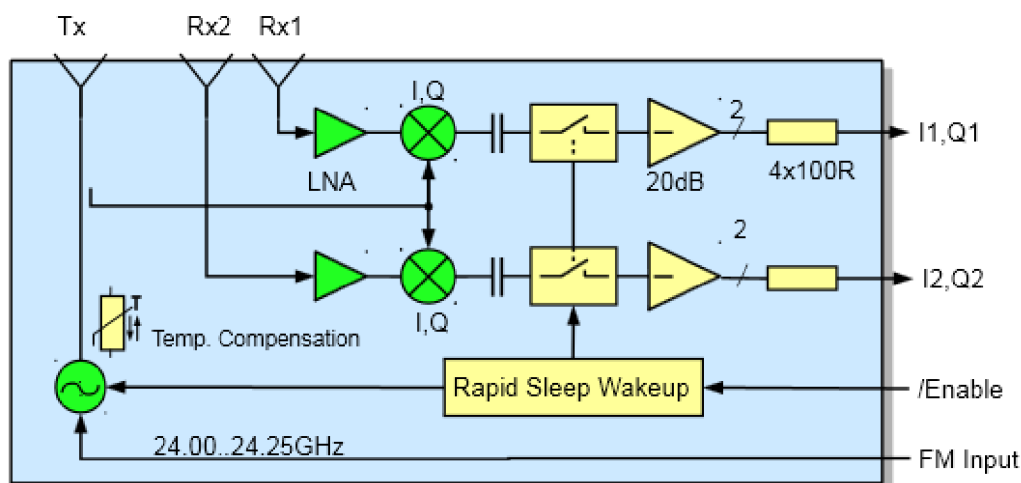 Tx
Rx2
Rx1
I,Q
2
I1,Q1
LNA
20dB
4x100R
2
I2,Q2
I,Q
T
Temp. Compensation
Rapid Sleep Wakeup
/Enable
24.00..24.25GHz
FM Input